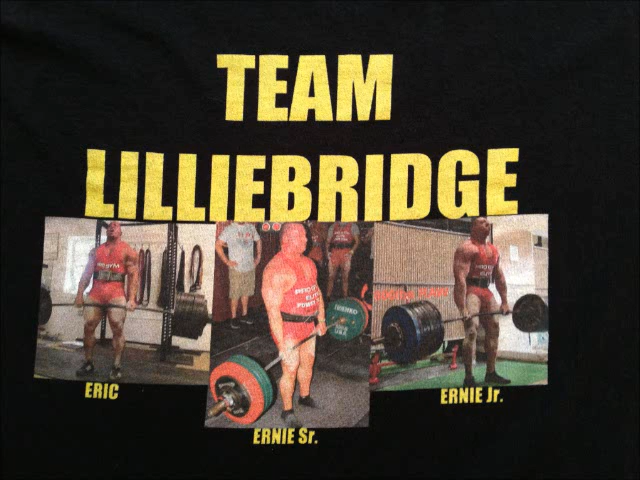 TEAM
LILLIEBRIDGE
ERIC
ERNIE Sr.
ERNIE Jr.